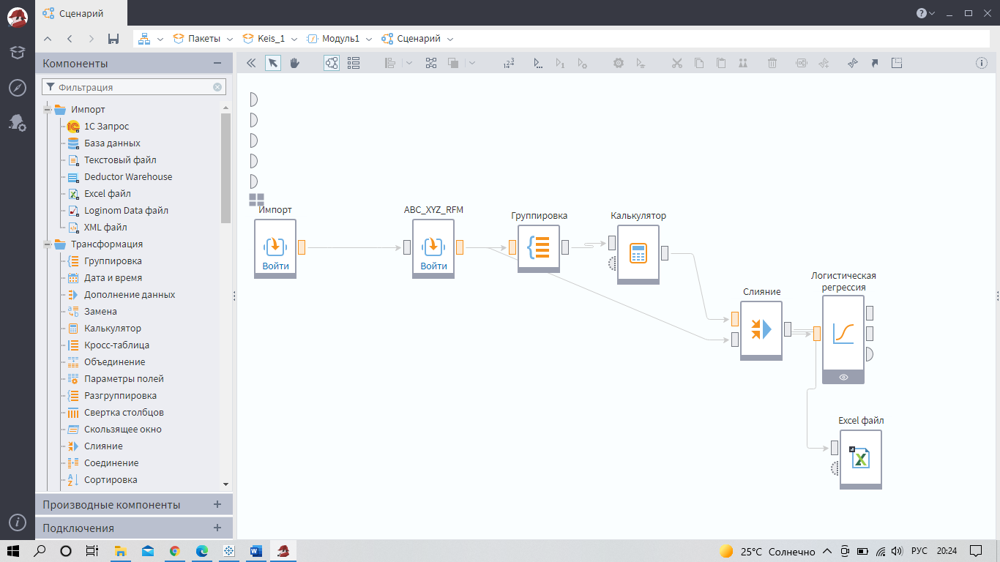 Сценарий
Пакеты
Keis_1
Модуль1
Сценарий
Компоненты
Фильтрация
Импорт
1С Запрос
База данных
Текстовый файл
Deductor Warehouse
Excel файл
Loginom Data файл
XML файл
Трансформация
Группировка
Дата и время
Дополнение данных
Замена
Калькулятор
Кросс-таблица
Объединение
Параметры полей
Разгруппировка
Свертка столбцов
Скользящее окно
Слияние
Соединение
Сортировка
Производные компоненты
Подключения
Импорт
Войти
ABC_XYZ_RFM
Войти
Группировка
Калькулятор
Слияние
Логистическая
регрессия
Excel файл
25°C Солнечно
РУС
20:24